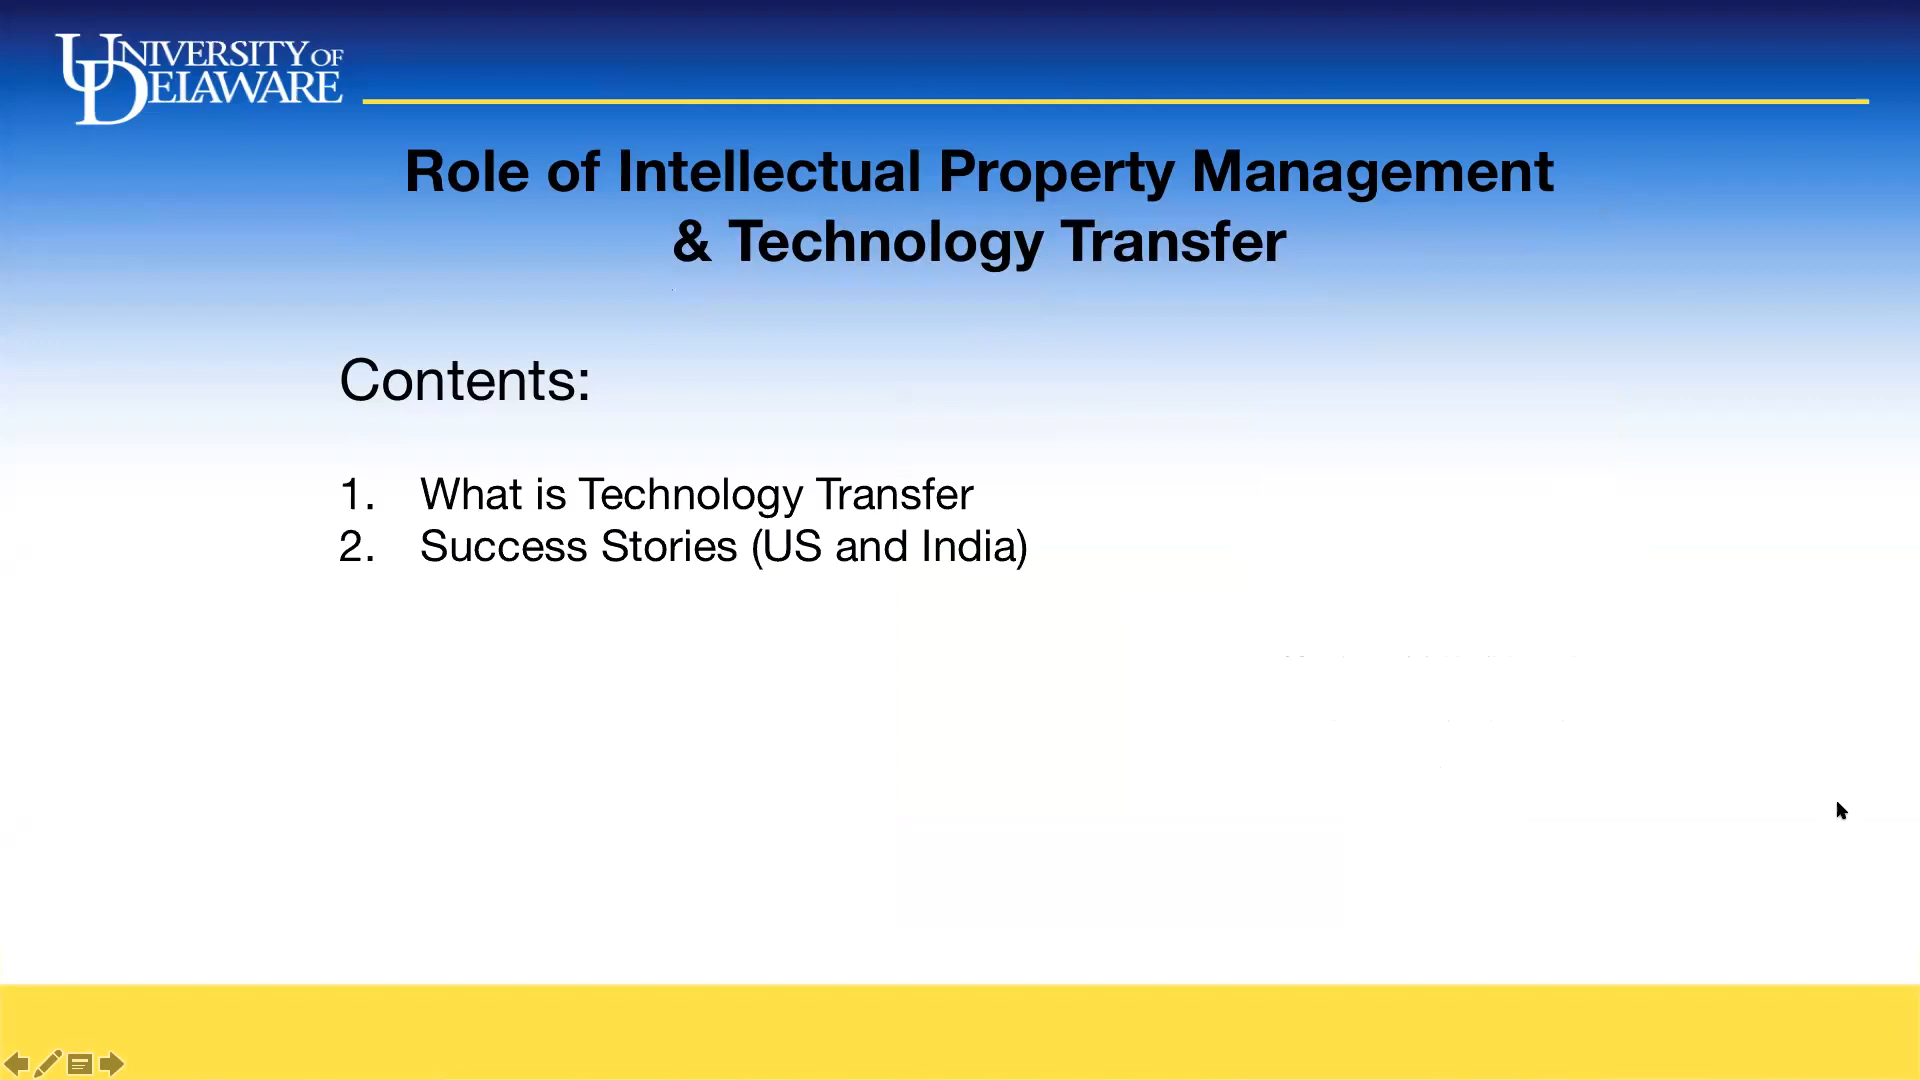 UNIVERSITY OF
DELAWARE
Role of Intellectual Property Management
& Technology Transfer
Contents:
1. What is Technology Transfer
2. Success Stories (US and India)